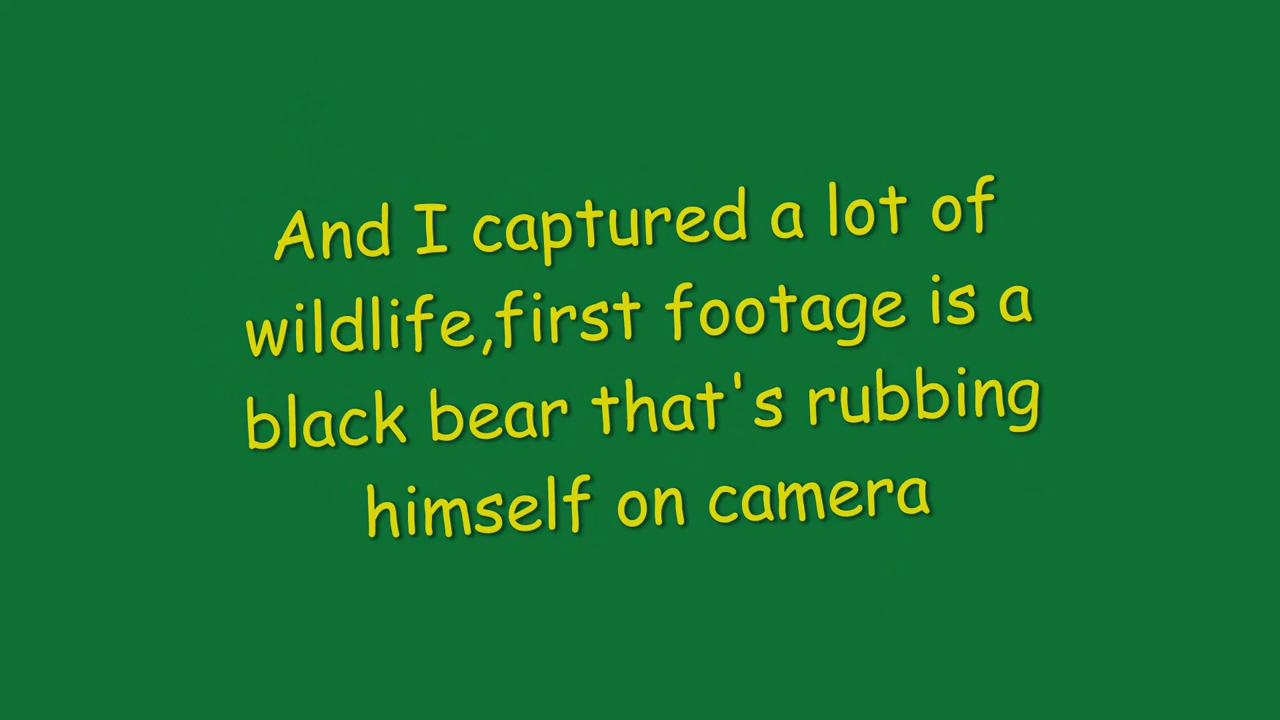 And I captured a lot of
wildlife,first footage is a
black bear that's rubbing
himself on camera